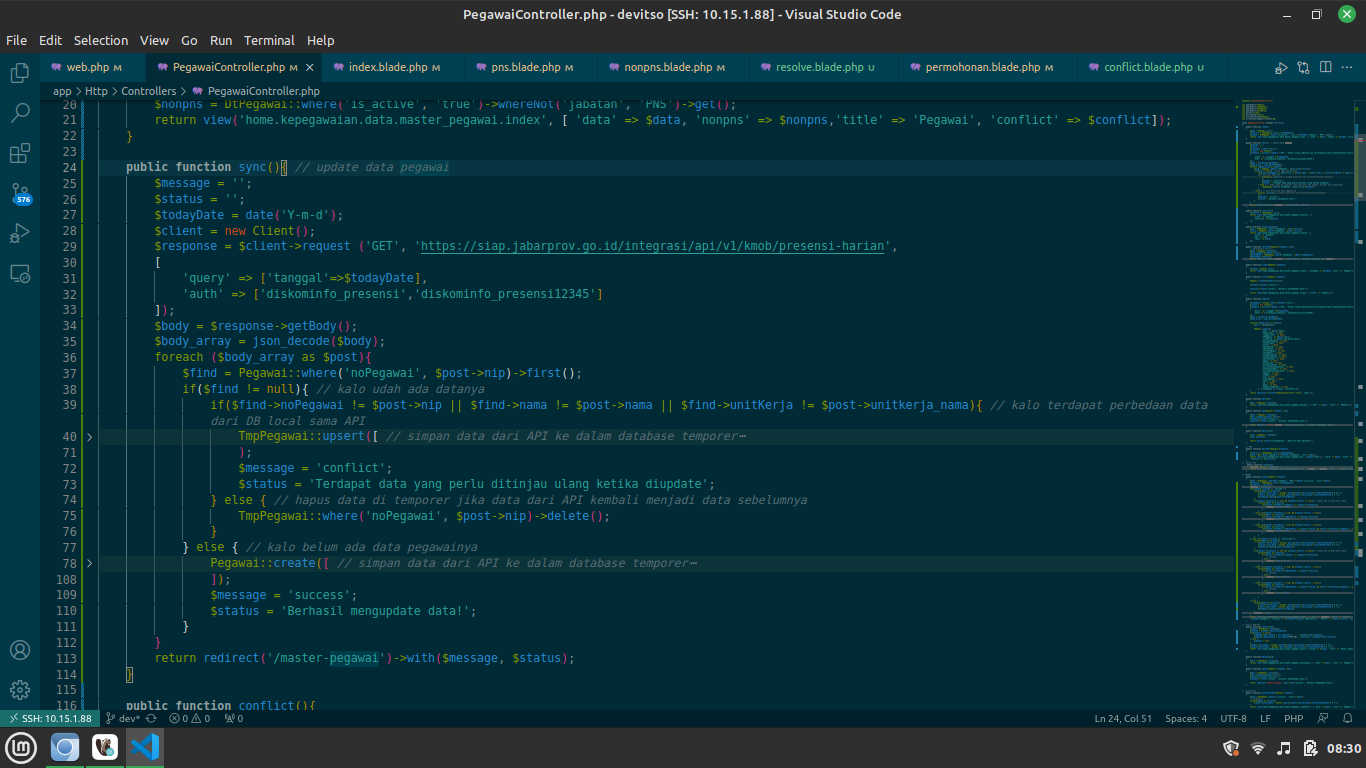 PegawaiController.php - devitso [SSH: 10.15.1.88] - Visual Studio Code
File Edit Selection View Go Run Terminal Help
web.php M PegawaiController.php M index.blade.php M pns.blade.php M nonpns.blade.php M resolve.blade.php U permohonan.blade.php M conflict.blade.php U
app > Http > Controllers > PegawaiController.php
20 $nonpns = DtPegawai::where('is_active', 'true')->whereNot('jabatan', 'PNS')->get();
21 return view('home.kepegawaian.data.master_pegawai.index', [ 'data' => $data, 'nonpns' => $nonpns,'title' => 'Pegawai', 'conflict' => $conflict]);
22 }
23
24 public function sync(){ // update data pegawai
25 $message = '';
26 $status = '';
27 $todayDate = date('Y-m-d');
28 $client = new Client();
29 $response = $client->request ('GET', 'https://siap.jabarprov.go.id/integrasi/api/v1/kmob/presensi-harian',
30 [
31 'query' => ['tanggal'=>$todayDate],
32 'auth' => ['diskominfo_presensi','diskominfo_presensi12345']
33 ]);
34 $body = $response->getBody();
35 $body_array = json_decode($body);
36 foreach ($body_array as $post){
37 $find = Pegawai::where('noPegawai', $post->nip)->first();
38 if($find != null){ // kalo udah ada datanya
39 if($find->noPegawai != $post->nip || $find->nama != $post->nama || $find->unitKerja != $post->unitkerja_nama){ // kalo terdapat perbedaan data
dari DB local sama API
40 TmpPegawai::upsert([ // simpan data dari API ke dalam database temporer⋯
71 );
72 $message = 'conflict';
73 $status = 'Terdapat data yang perlu ditinjau ulang ketika diupdate';
74 } else { // hapus data di temporer jika data dari API kembali menjadi data sebelumnya
75 TmpPegawai::where('noPegawai', $post->nip)->delete();
76 }
77 } else { // kalo belum ada data pegawainya
78 Pegawai::create([ // simpan data dari API ke dalam database temporer⋯
108 ]);
109 $message = 'success';
110 $status = 'Berhasil mengupdate data!';
111 }
112 }
113 return redirect('/master-pegawai')->with($message, $status);
114 }
115
116 public function conflict(){
576
SSH: 10.15.1.88 dev* 0 0 0 Ln 24, Col 51 Spaces: 4 UTF-8 LF PHP
08:30